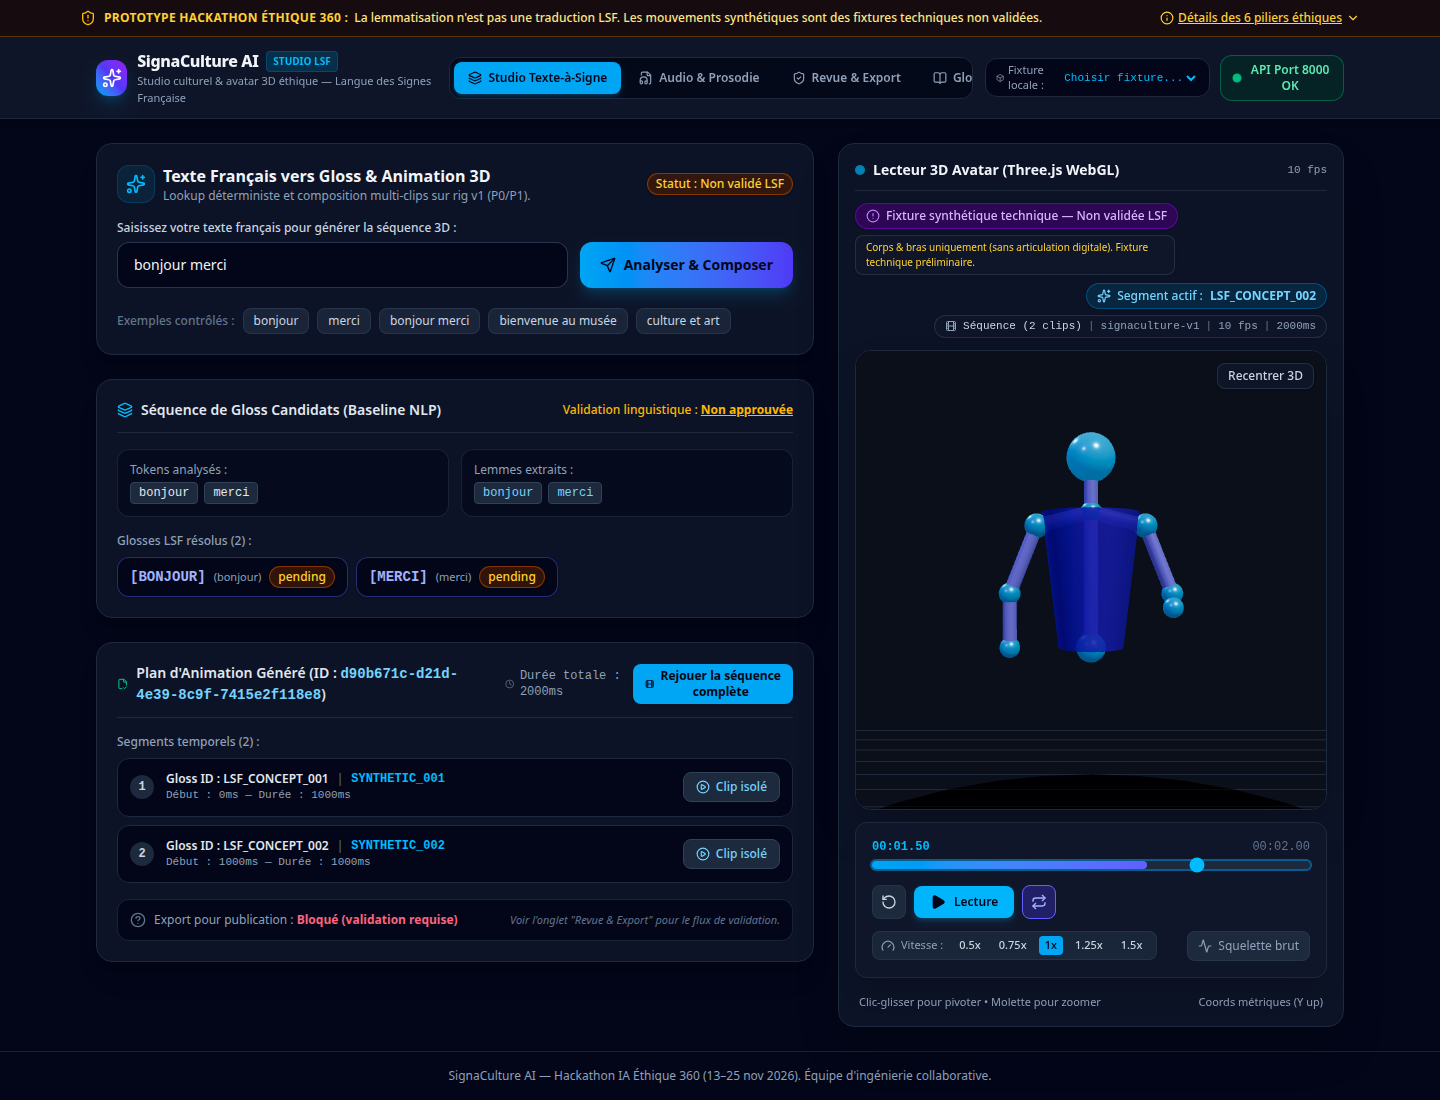 PROTOTYPE HACKATHON ÉTHIQUE 360 : La lemmatisation n'est pas une traduction LSF. Les mouvements synthétiques sont des fixtures techniques non validées.
Détails des 6 piliers éthiques
SignaCulture AI STUDIO LSF
Studio culturel & avatar 3D éthique — Langue des Signes
Française
Studio Texte-à-Signe
Audio & Prosodie
Revue & Export
Glo
Fixture
locale :
Choisir fixture...
API Port 8000
OK
Texte Français vers Gloss & Animation 3D
Lookup déterministe et composition multi-clips sur rig v1 (P0/P1).
Statut : Non validé LSF
Saisissez votre texte français pour générer la séquence 3D :
bonjour merci
Analyser & Composer
Exemples contrôlés : bonjour merci bonjour merci bienvenue au musée culture et art
Séquence de Gloss Candidats (Baseline NLP)
Validation linguistique : Non approuvée
Tokens analysés :
bonjour merci
Lemmes extraits :
bonjour merci
Glosses LSF résolus (2) :
[BONJOUR] (bonjour) pending
[MERCI] (merci) pending
Plan d'Animation Généré (ID : d90b671c-d21d-
4e39-8c9f-7415e2f118e8)
Durée totale :
2000ms
Rejouer la séquence
complète
Segments temporels (2) :
1
Gloss ID : LSF_CONCEPT_001 | SYNTHETIC_001
Début : 0ms — Durée : 1000ms
Clip isolé
2
Gloss ID : LSF_CONCEPT_002 | SYNTHETIC_002
Début : 1000ms — Durée : 1000ms
Clip isolé
Export pour publication : Bloqué (validation requise)
Voir l'onglet "Revue & Export" pour le flux de validation.
Lecteur 3D Avatar (Three.js WebGL)
10 fps
Fixture synthétique technique — Non validée LSF
Corps & bras uniquement (sans articulation digitale). Fixture
technique préliminaire.
Segment actif : LSF_CONCEPT_002
Séquence (2 clips) | signaculture-v1 | 10 fps | 2000ms
Recentrer 3D
00:01.50
00:02.00
Lecture
Vitesse : 0.5x 0.75x 1x 1.25x 1.5x
Squelette brut
Clic-glisser pour pivoter • Molette pour zoomer
Coords métriques (Y up)
SignaCulture AI — Hackathon IA Éthique 360 (13–25 nov 2026). Équipe d'ingénierie collaborative.